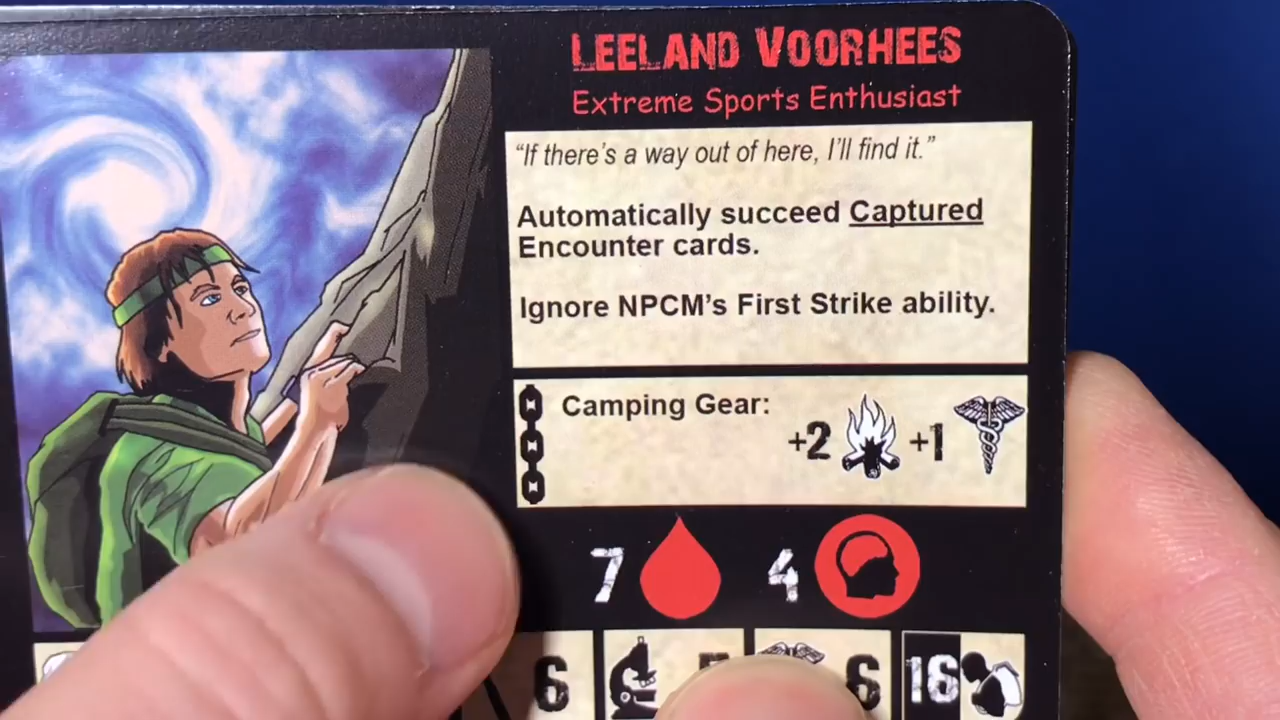 LEELAND VOORHEES
Extreme Sports Enthusiast
“If there’s a way out of here, I’ll find it.”
Automatically succeed Captured
Encounter cards.
Ignore NPCM’s First Strike ability.
Camping Gear:
+2 +1
7 4
6 6 16